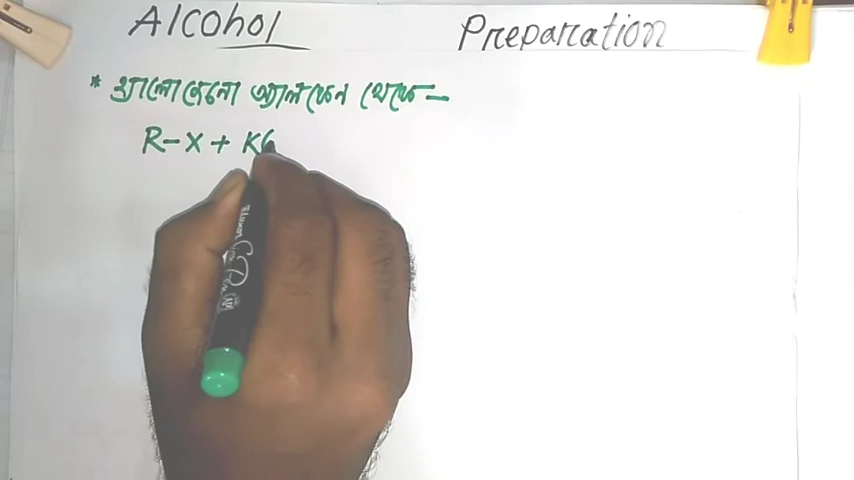 Alcohol Preparation
* হ্যালোজেনো অ্যালকেন থেকে-
R-X + K